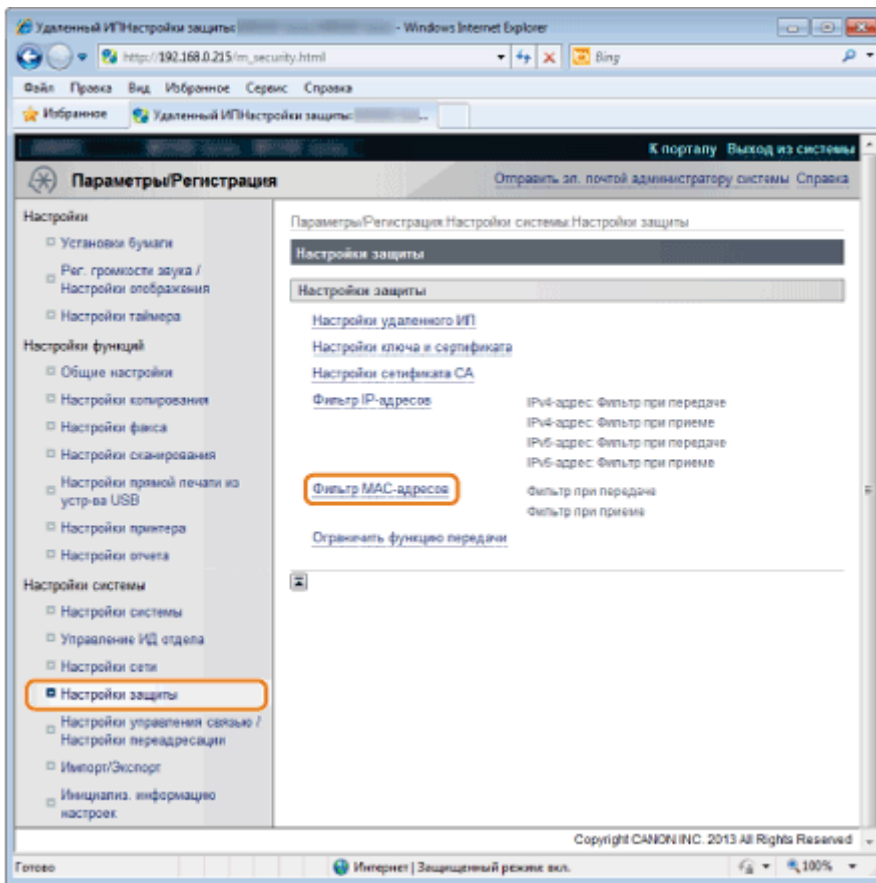 Удаленный ИПНастройки защиты: - Windows Internet Explorer
http://192.168.0.215/m_security.html
Bing
Файл Правка Вид Избранное Сервис Справка
Избранное
Удаленный ИПНастройки защиты: ...
К порталу Выход из системы
Параметры/Регистрация
Отправить эл. почтой администратору системы Справка
Настройки
Установки бумаги
Рег. громкости звука /
Настройки отображения
Настройки таймера
Настройки функций
Общие настройки
Настройки копирования
Настройки факса
Настройки сканирования
Настройки прямой печати из
устр-ва USB
Настройки принтера
Настройки отчета
Настройки системы
Настройки системы
Управление ИД отдела
Настройки сети
Настройки защиты
Настройки управления связью /
Настройки переадресации
Импорт/Экспорт
Инициализ. информацию
настроек
Параметры/Регистрация:Настройки системы:Настройки защиты
Настройки защиты
Настройки защиты
Настройки удаленного ИП
Настройки ключа и сертификата
Настройки сетификата CA
Фильтр IP-адресов
IPv4-адрес: Фильтр при передаче
IPv4-адрес: Фильтр при приеме
IPv6-адрес: Фильтр при передаче
IPv6-адрес: Фильтр при приеме
Фильтр MAC-адресов
Фильтр при передаче
Фильтр при приеме
Ограничить функцию передачи
Copyright CANON INC. 2013 All Rights Reserved
Готово
Интернет | Защищенный режим: вкл.
100%